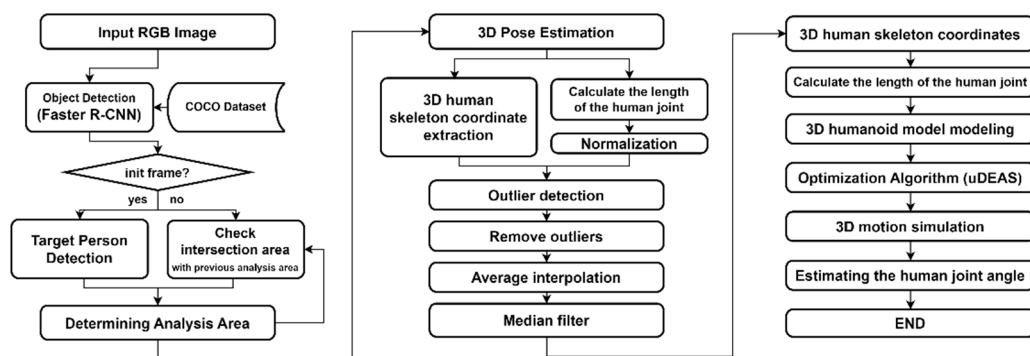 Input RGB Image
Object Detection
(Faster R-CNN)
COCO Dataset
init frame?
yes
no
Target Person
Detection
Check
intersection area
with previous analysis area
Determining Analysis Area
3D Pose Estimation
3D human
skeleton coordinate
extraction
Calculate the length
of the human joint
Normalization
Outlier detection
Remove outliers
Average interpolation
Median filter
3D human skeleton coordinates
Calculate the length of the human joint
3D humanoid model modeling
Optimization Algorithm (uDEAS)
3D motion simulation
Estimating the human joint angle
END